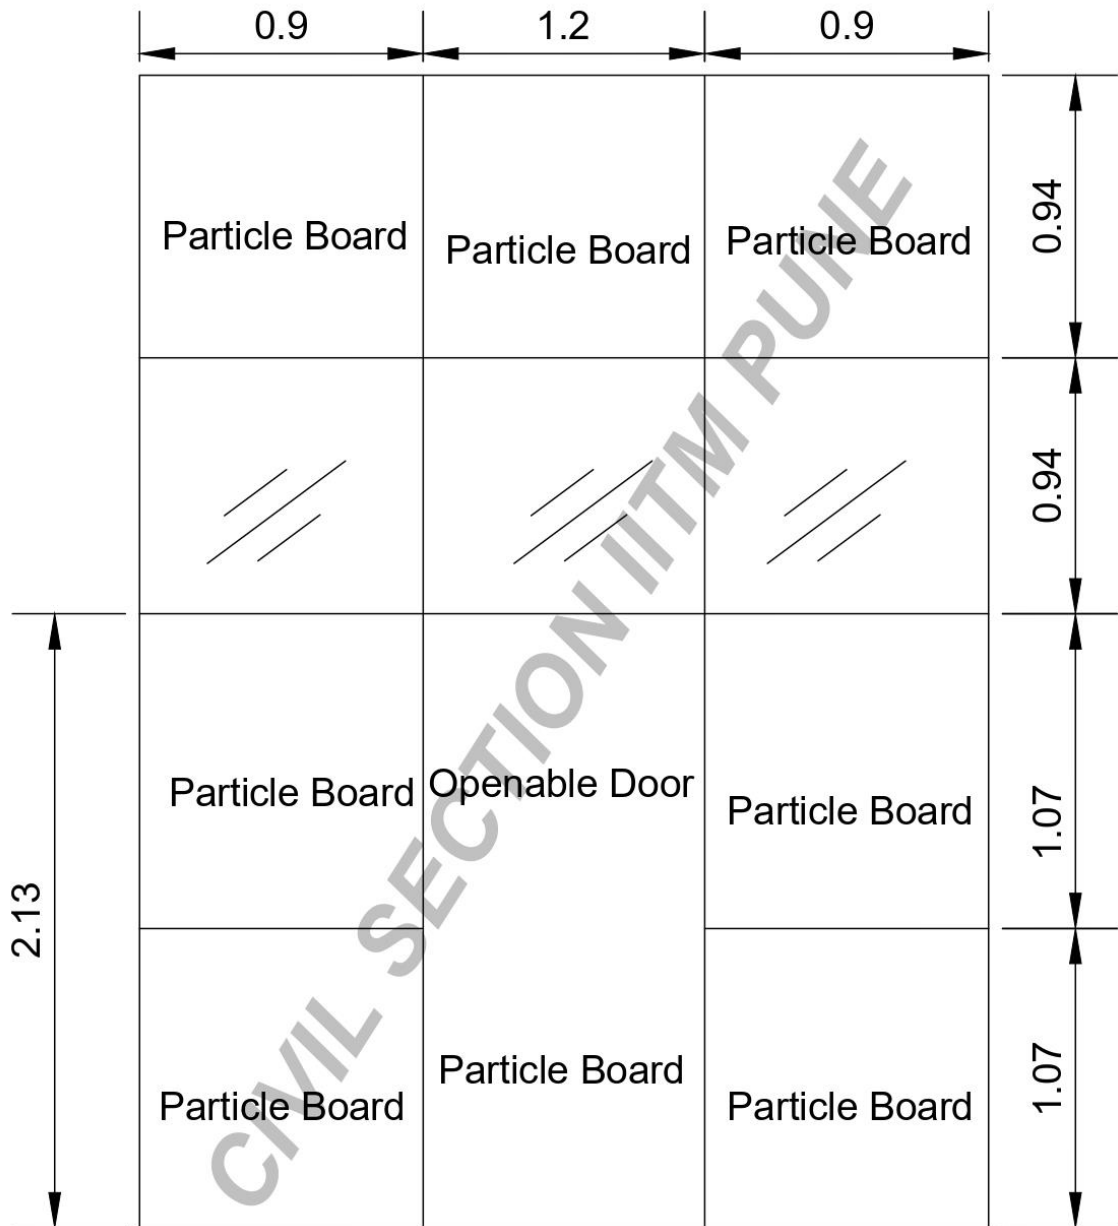 0.9
1.2
0.9
Particle Board
Particle Board
Particle Board
0.94
0.94
Particle Board
Openable Door
Particle Board
1.07
2.13
Particle Board
Particle Board
Particle Board
1.07
CIVIL SECTION IITM PUNE